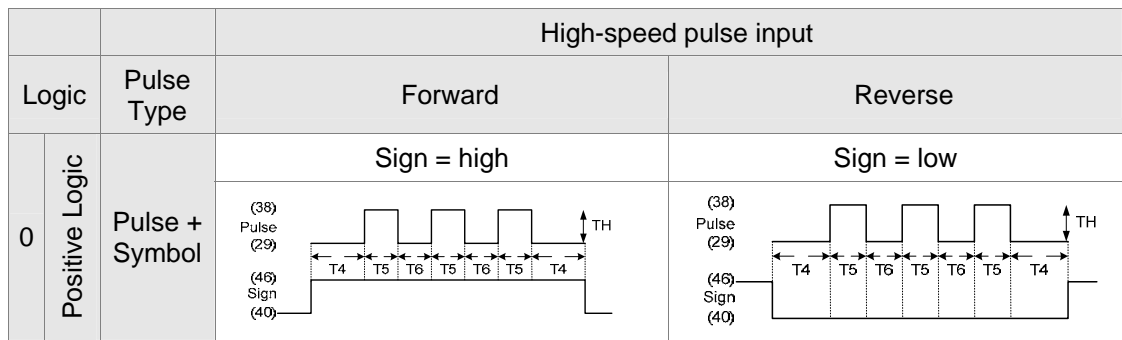 High-speed pulse input
Logic
Pulse
Type
Forward
Reverse
0
Positive Logic
Pulse +
Symbol
Sign = high
Sign = low
(38)
Pulse
(29)
TH
T4 T5 T6 T5 T6 T5 T4
(46)
Sign
(40)
(38)
Pulse
(29)
TH
T4 T5 T6 T5 T6 T5 T4
(46)
Sign
(40)